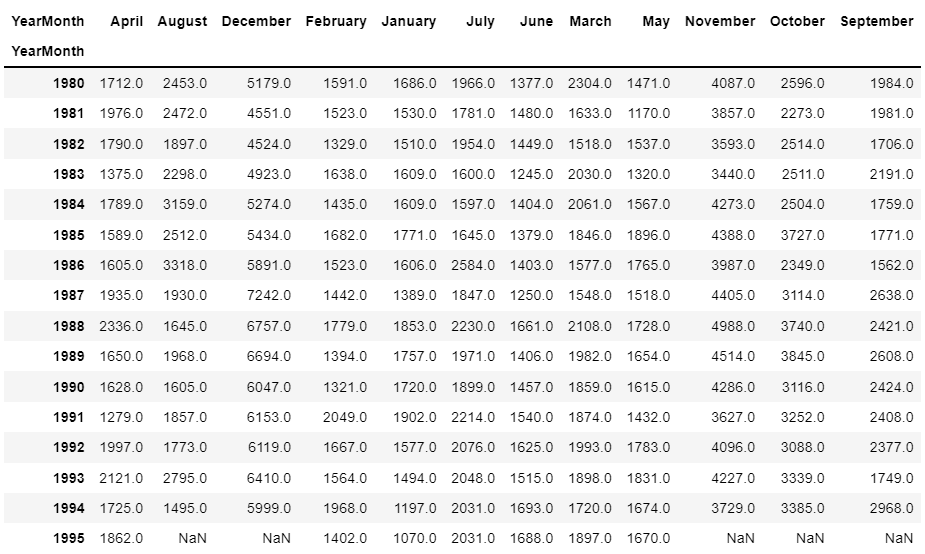 YearMonth April August December February January July June March May November October September
YearMonth
1980 1712.0 2453.0 5179.0 1591.0 1686.0 1966.0 1377.0 2304.0 1471.0 4087.0 2596.0 1984.0
1981 1976.0 2472.0 4551.0 1523.0 1530.0 1781.0 1480.0 1633.0 1170.0 3857.0 2273.0 1981.0
1982 1790.0 1897.0 4524.0 1329.0 1510.0 1954.0 1449.0 1518.0 1537.0 3593.0 2514.0 1706.0
1983 1375.0 2298.0 4923.0 1638.0 1609.0 1600.0 1245.0 2030.0 1320.0 3440.0 2511.0 2191.0
1984 1789.0 3159.0 5274.0 1435.0 1609.0 1597.0 1404.0 2061.0 1567.0 4273.0 2504.0 1759.0
1985 1589.0 2512.0 5434.0 1682.0 1771.0 1645.0 1379.0 1846.0 1896.0 4388.0 3727.0 1771.0
1986 1605.0 3318.0 5891.0 1523.0 1606.0 2584.0 1403.0 1577.0 1765.0 3987.0 2349.0 1562.0
1987 1935.0 1930.0 7242.0 1442.0 1389.0 1847.0 1250.0 1548.0 1518.0 4405.0 3114.0 2638.0
1988 2336.0 1645.0 6757.0 1779.0 1853.0 2230.0 1661.0 2108.0 1728.0 4988.0 3740.0 2421.0
1989 1650.0 1968.0 6694.0 1394.0 1757.0 1971.0 1406.0 1982.0 1654.0 4514.0 3845.0 2608.0
1990 1628.0 1605.0 6047.0 1321.0 1720.0 1899.0 1457.0 1859.0 1615.0 4286.0 3116.0 2424.0
1991 1279.0 1857.0 6153.0 2049.0 1902.0 2214.0 1540.0 1874.0 1432.0 3627.0 3252.0 2408.0
1992 1997.0 1773.0 6119.0 1667.0 1577.0 2076.0 1625.0 1993.0 1783.0 4096.0 3088.0 2377.0
1993 2121.0 2795.0 6410.0 1564.0 1494.0 2048.0 1515.0 1898.0 1831.0 4227.0 3339.0 1749.0
1994 1725.0 1495.0 5999.0 1968.0 1197.0 2031.0 1693.0 1720.0 1674.0 3729.0 3385.0 2968.0
1995 1862.0 NaN NaN 1402.0 1070.0 2031.0 1688.0 1897.0 1670.0 NaN NaN NaN